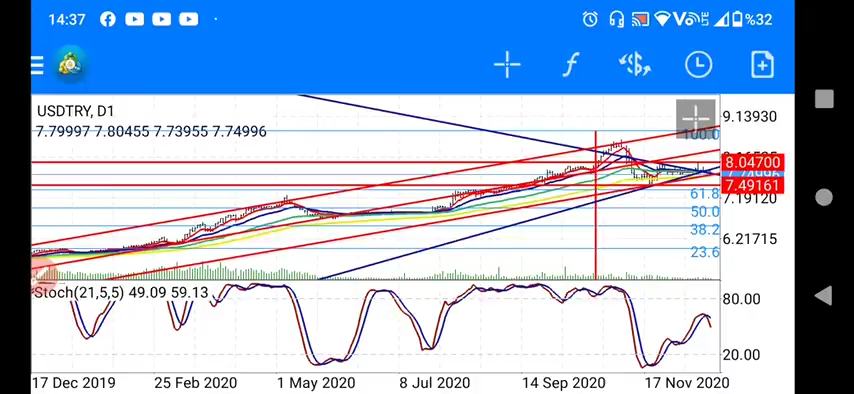 14:37
%32
USDTRY, D1
7.79997 7.80455 7.73955 7.74996
9.13930
100.0
8.04700
7.74996
7.49161
61.8
7.19120
50.0
38.2
6.21715
23.6
Stoch(21,5,5) 49.09 59.13
80.00
20.00
17 Dec 2019
25 Feb 2020
1 May 2020
8 Jul 2020
14 Sep 2020
17 Nov 2020